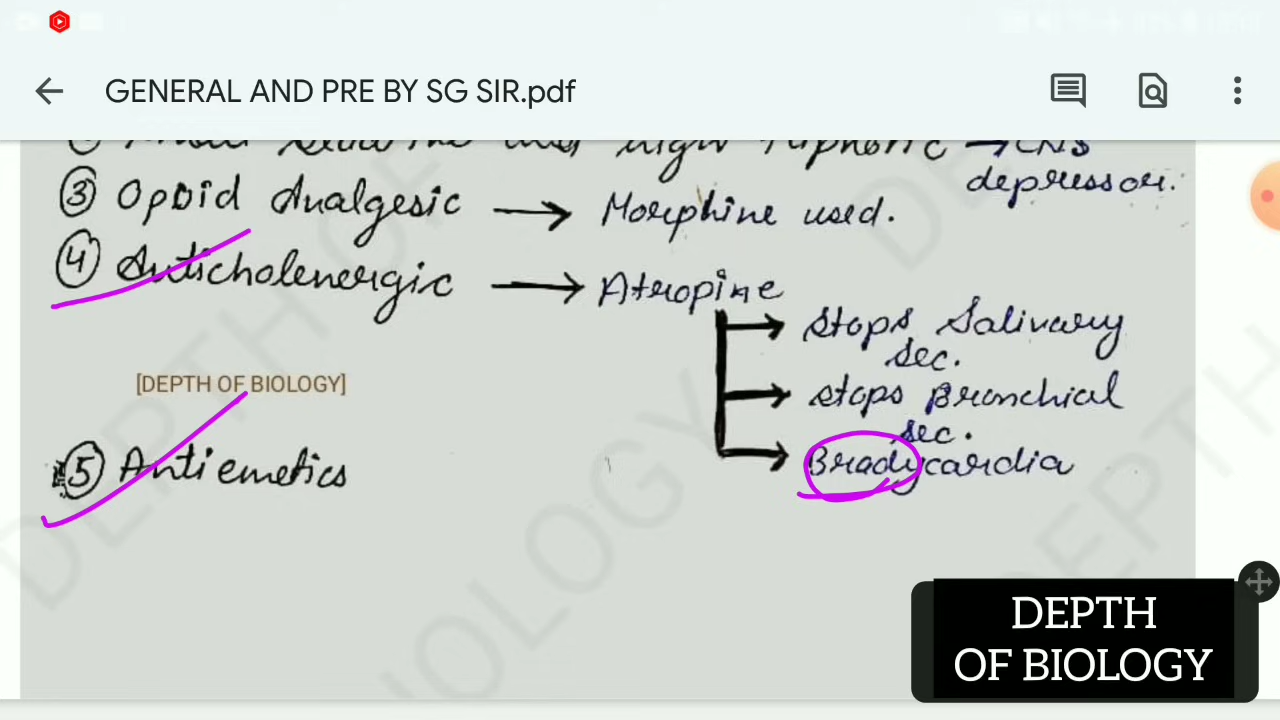 GENERAL AND PRE BY SG SIR.pdf
depressor.
③ Opoid Analgesic → Morphine used.
④ Anticholenergic → Atropine
→ Stops Salivary
sec.
[DEPTH OF BIOLOGY]
→ stops Bronchial
sec.
→ Bradycardia
⑤ Antiemetics
DEPTH
OF BIOLOGY